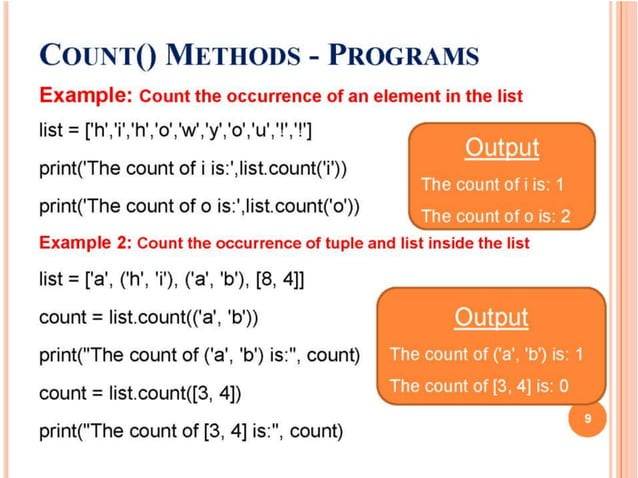 COUNT() METHODS - PROGRAMS
Example: Count the occurrence of an element in the list
list = ['h','i','h','o','w','y','o','u','!','!']
print('The count of i is:',list.count('i'))
print('The count of o is:',list.count('o'))
Output
The count of i is: 1
The count of o is: 2
Example 2: Count the occurrence of tuple and list inside the list
list = ['a', ('h', 'i'), ('a', 'b'), [8, 4]]
count = list.count(('a', 'b'))
print("The count of ('a', 'b') is:", count)
count = list.count([3, 4])
print("The count of [3, 4] is:", count)
Output
The count of ('a', 'b') is: 1
The count of [3, 4] is: 0
9